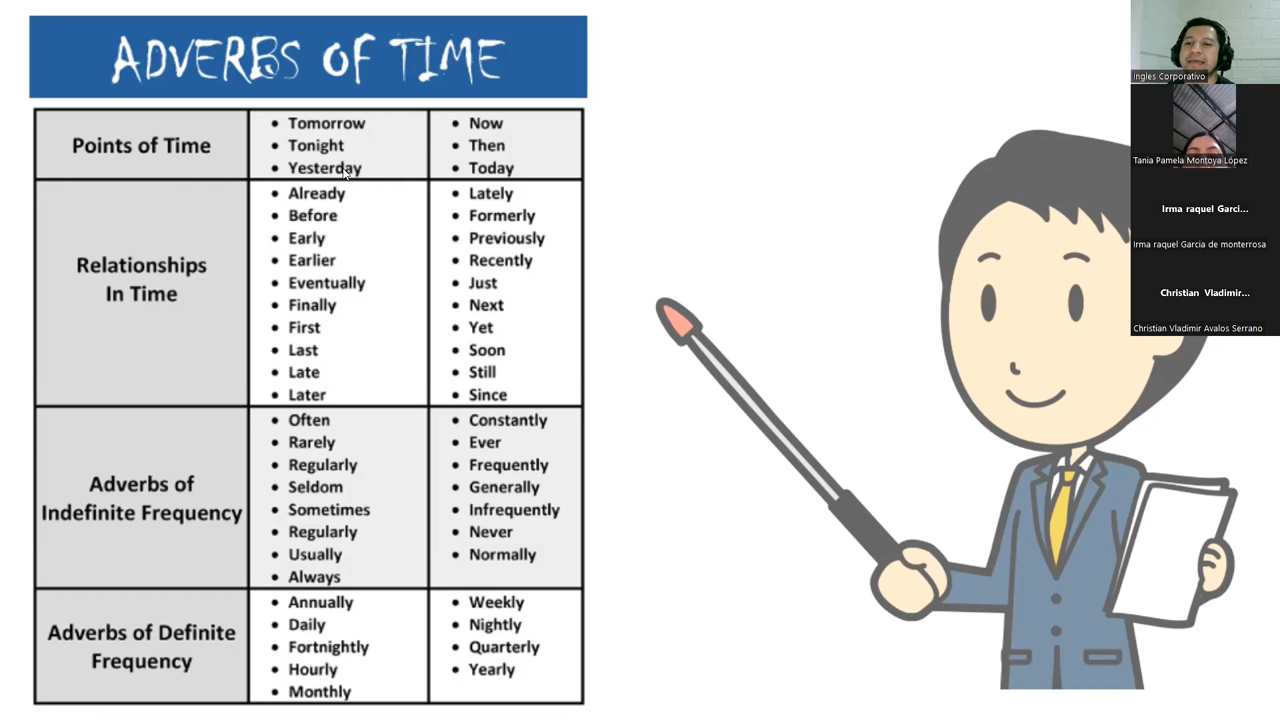 ADVERBS OF TIME
Points of Time
Tomorrow
Tonight
Yesterday
Now
Then
Today
Relationships
In Time
Already
Before
Early
Earlier
Eventually
Finally
First
Last
Late
Later
Lately
Formerly
Previously
Recently
Just
Next
Yet
Soon
Still
Since
Adverbs of
Indefinite Frequency
Often
Rarely
Regularly
Seldom
Sometimes
Regularly
Usually
Always
Constantly
Ever
Frequently
Generally
Infrequently
Never
Normally
Adverbs of Definite
Frequency
Annually
Daily
Fortnightly
Hourly
Monthly
Weekly
Nightly
Quarterly
Yearly
Ingles Corporativo
Tania Pamela Montoya López
Irma raquel Garci...
Irma raquel Garcia de monterrosa
Christian Vladimir...
Christian Vladimir Avalos Serrano